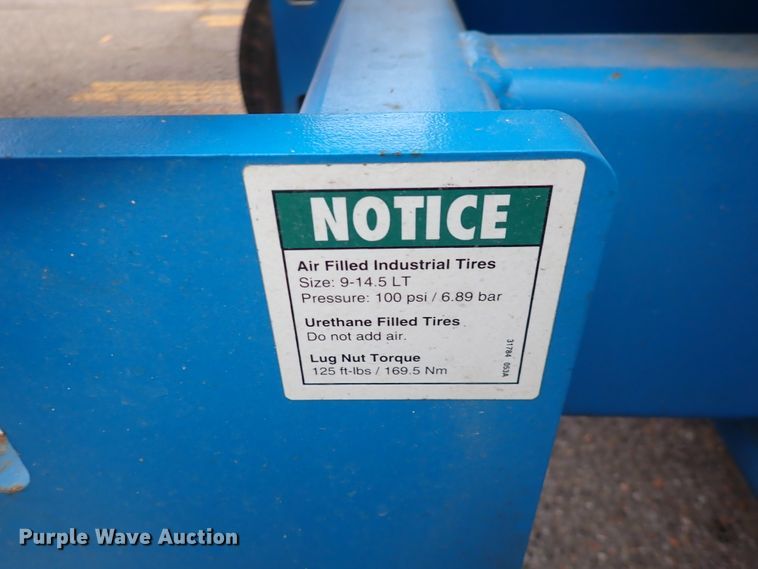 NOTICE
Air Filled Industrial Tires
Size: 9-14.5 LT
Pressure: 100 psi / 6.89 bar
Urethane Filled Tires
Do not add air.
Lug Nut Torque
125 ft-lbs / 169.5 Nm
31784 053A
Purple Wave Auction